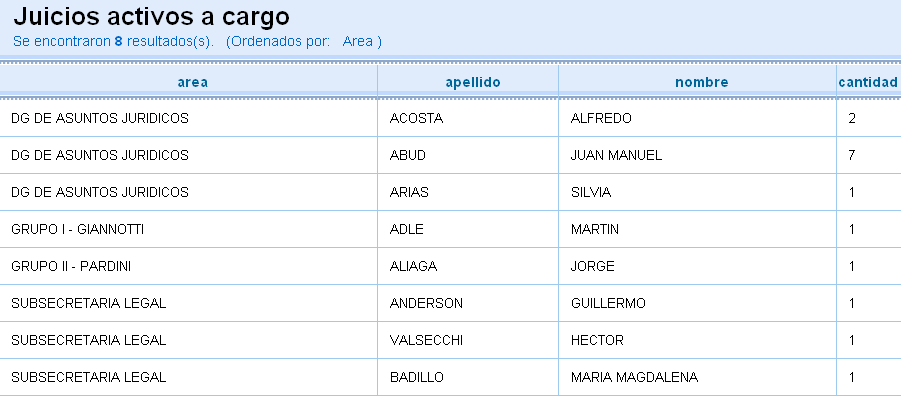 Juicios activos a cargo
Se encontraron 8 resultados(s). (Ordenados por: Area )
area apellido nombre cantidad
DG DE ASUNTOS JURIDICOS ACOSTA ALFREDO 2
DG DE ASUNTOS JURIDICOS ABUD JUAN MANUEL 7
DG DE ASUNTOS JURIDICOS ARIAS SILVIA 1
GRUPO I - GIANNOTTI ADLE MARTIN 1
GRUPO II - PARDINI ALIAGA JORGE 1
SUBSECRETARIA LEGAL ANDERSON GUILLERMO 1
SUBSECRETARIA LEGAL VALSECCHI HECTOR 1
SUBSECRETARIA LEGAL BADILLO MARIA MAGDALENA 1